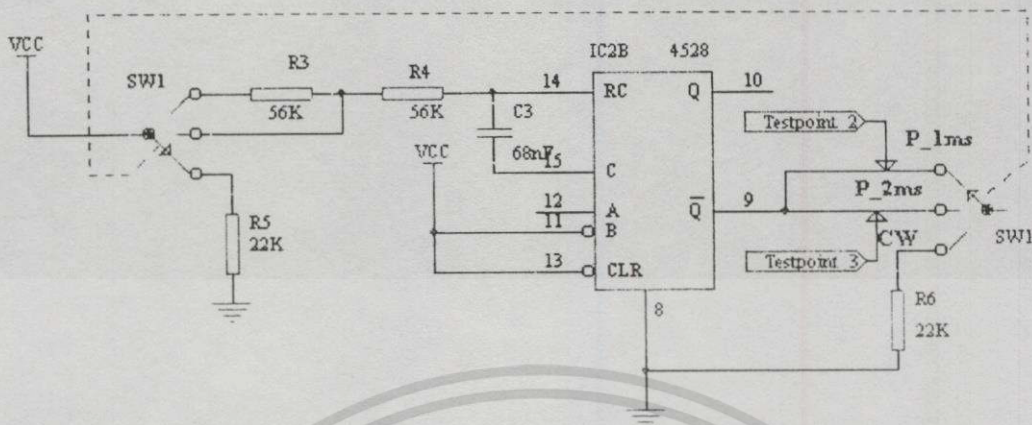 VCC
SW1
R3
56K
R4
56K
C3
68nF
VCC
R5
22K
IC2B 4528
14 RC Q 10
15 C
12 A Q 9
11 B
13 CLR
8
Testpoint 2
P_1ms
P_2ms
CW
Testpoint 3
SW1
R6
22K